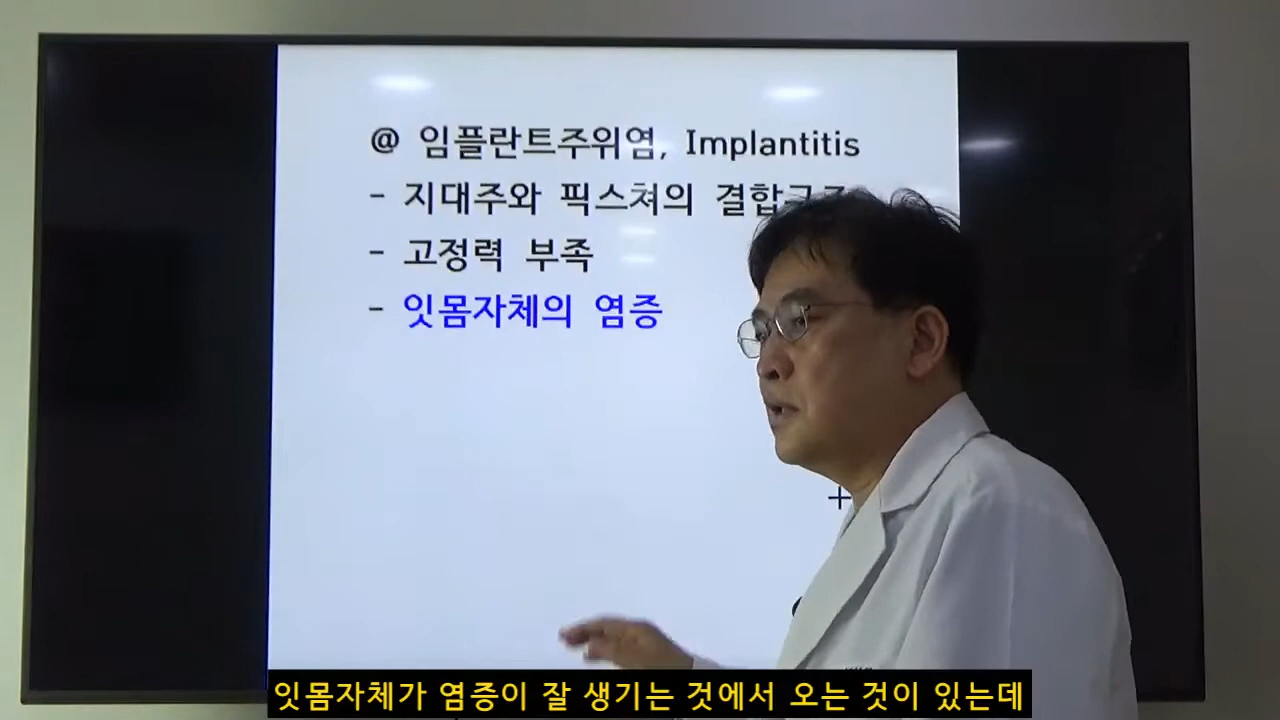 @ 임플란트주위염, Implantitis
- 지대주와 픽스쳐의
- 고정력 부족
- 잇몸자체의 염증
잇몸자체가 염증이 잘 생기는 것에서 오는 것이 있는데